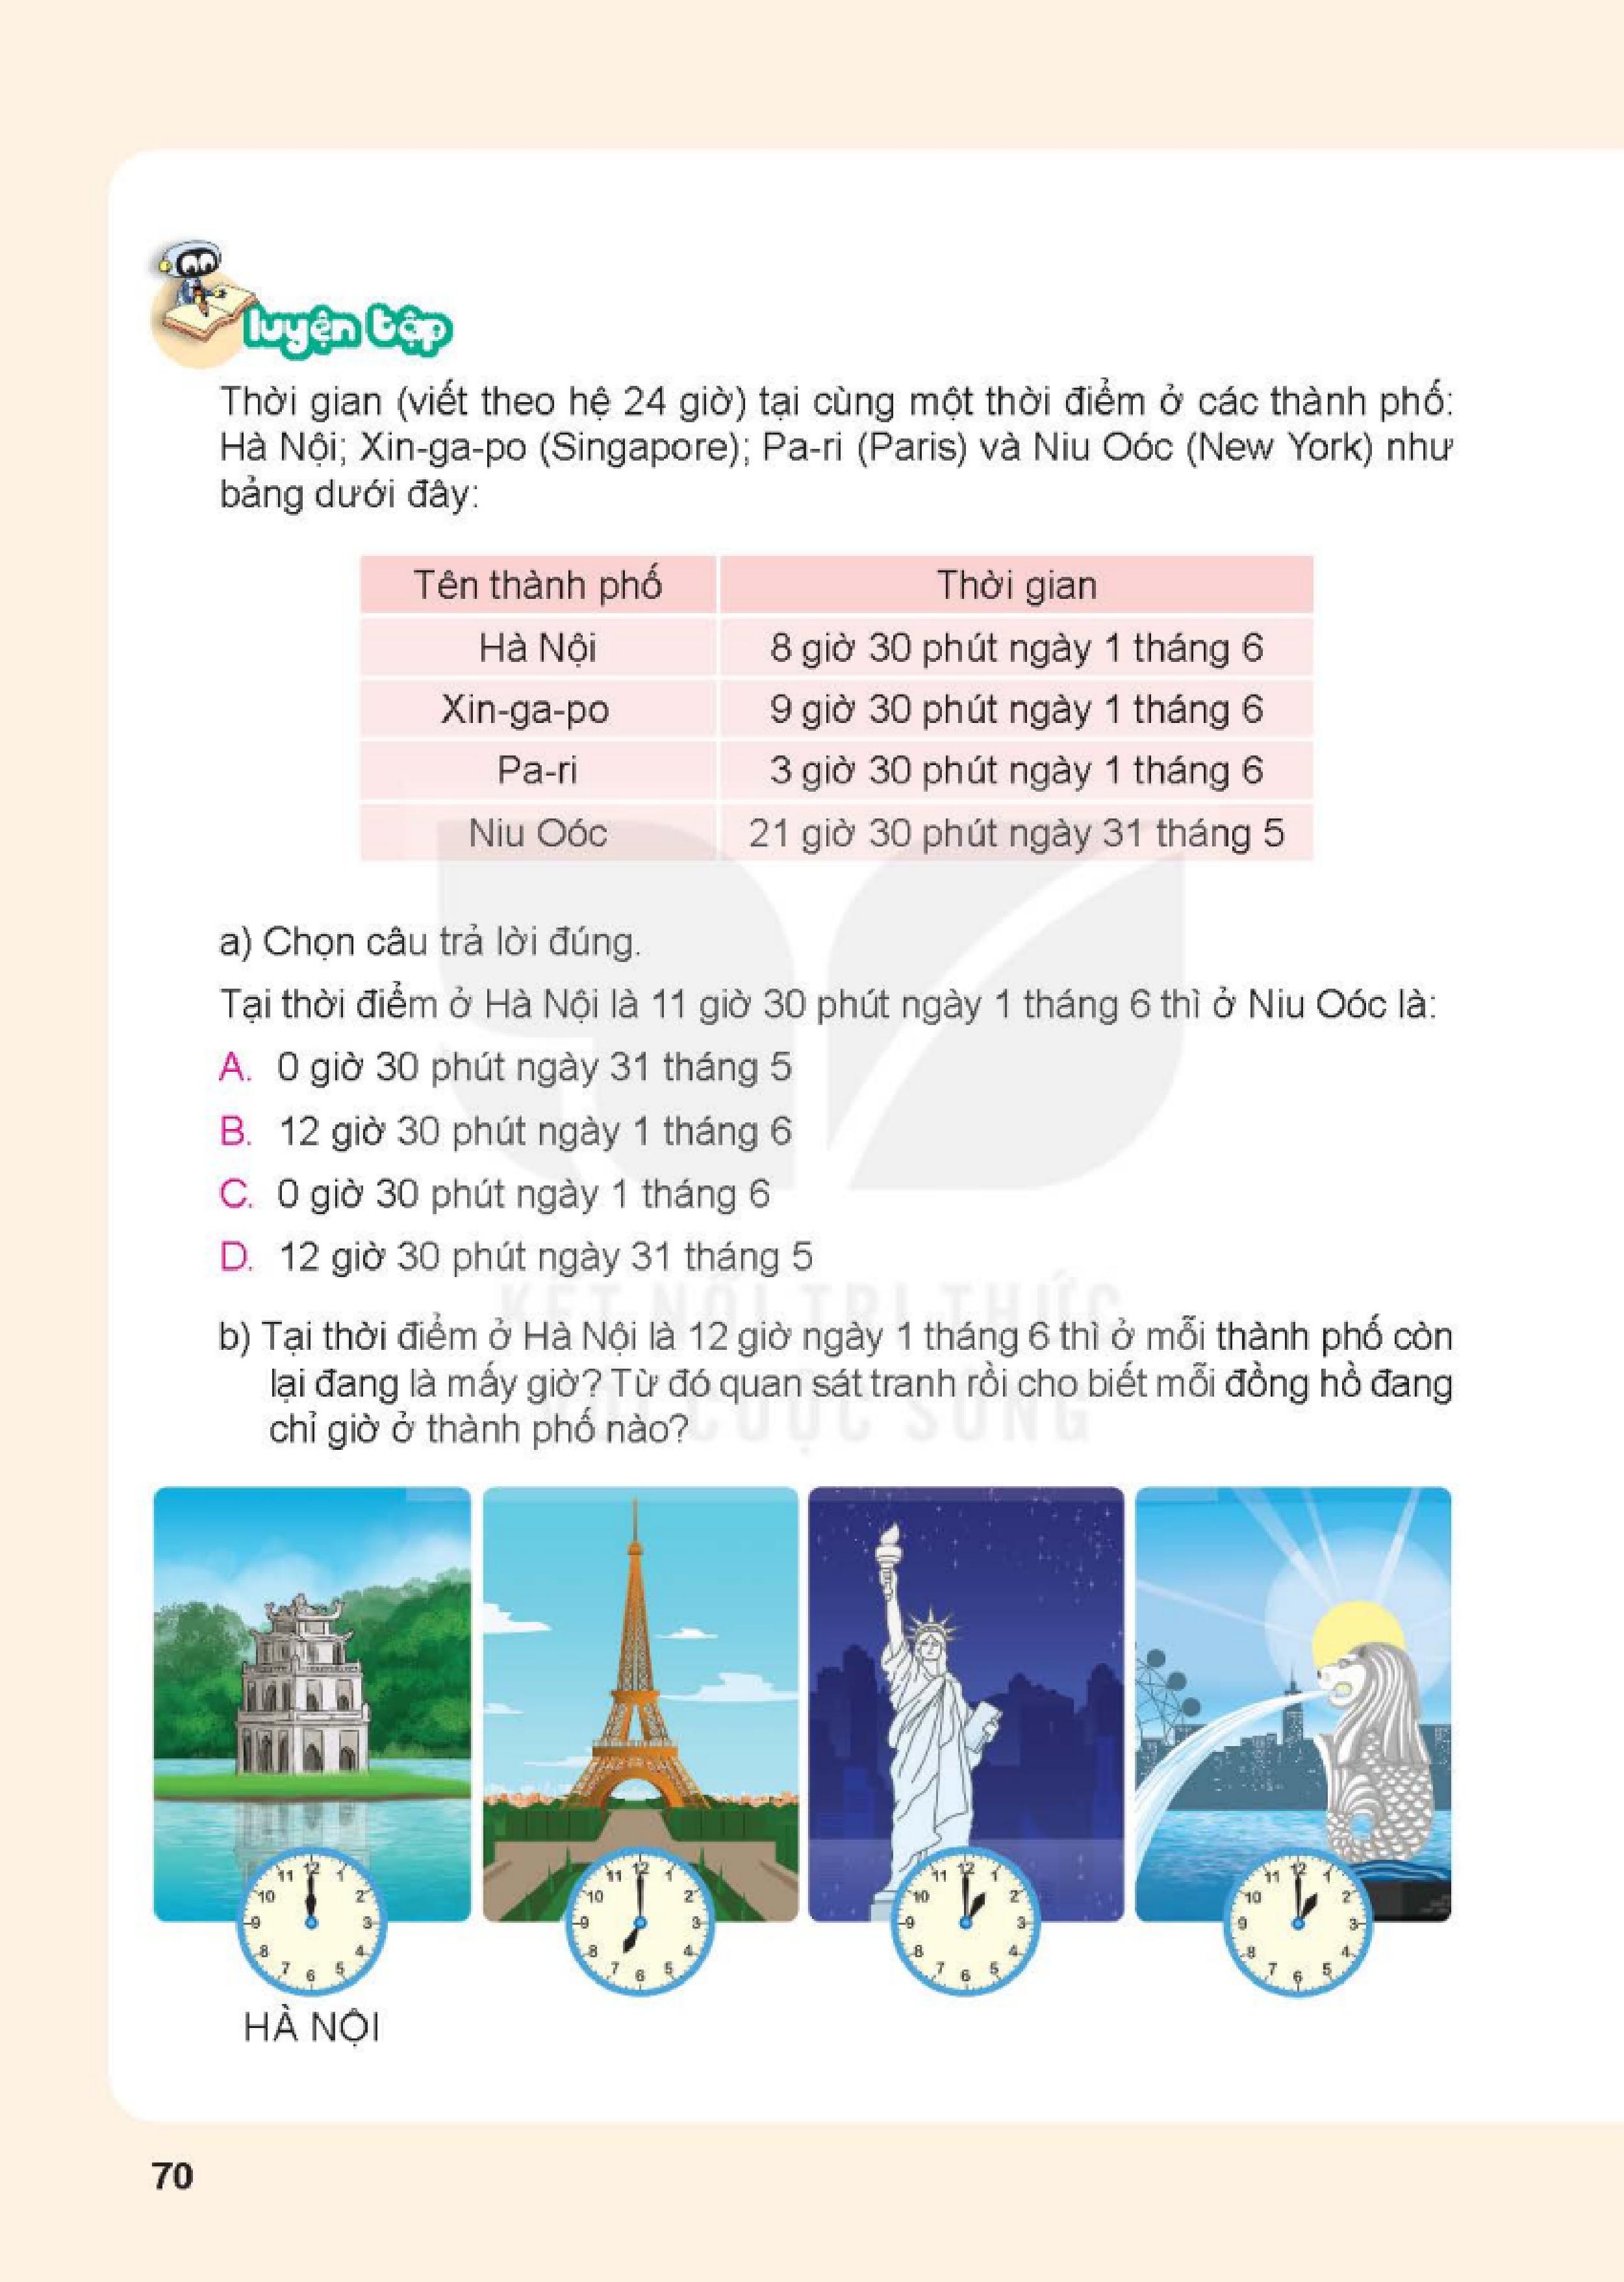 luyện tập
Thời gian (viết theo hệ 24 giờ) tại cùng một thời điểm ở các thành phố:
Hà Nội; Xin-ga-po (Singapore); Pa-ri (Paris) và Niu Oóc (New York) như
bảng dưới đây:
Tên thành phố Thời gian
Hà Nội 8 giờ 30 phút ngày 1 tháng 6
Xin-ga-po 9 giờ 30 phút ngày 1 tháng 6
Pa-ri 3 giờ 30 phút ngày 1 tháng 6
Niu Oóc 21 giờ 30 phút ngày 31 tháng 5
a) Chọn câu trả lời đúng.
Tại thời điểm ở Hà Nội là 11 giờ 30 phút ngày 1 tháng 6 thì ở Niu Oóc là:
A. 0 giờ 30 phút ngày 31 tháng 5
B. 12 giờ 30 phút ngày 1 tháng 6
C. 0 giờ 30 phút ngày 1 tháng 6
D. 12 giờ 30 phút ngày 31 tháng 5
KẾT NỐI TRI THỨC
b) Tại thời điểm ở Hà Nội là 12 giờ ngày 1 tháng 6 thì ở mỗi thành phố còn
lại đang là mấy giờ? Từ đó quan sát tranh rồi cho biết mỗi đồng hồ đang
chỉ giờ ở thành phố nào?
CUỘC SỐNG
12 1 2 3 4 5 6 7 8 9 10 11
12 1 2 3 4 5 6 7 8 9 10 11
12 1 2 3 4 5 6 7 8 9 10 11
12 1 2 3 4 5 6 7 8 9 10 11
HÀ NỘI
70